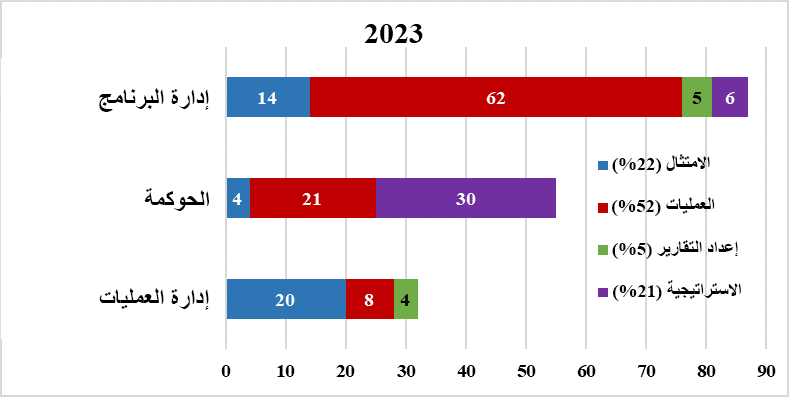 2023
إدارة البرنامج
14 62 5 6
الحوكمة
4 21 30
إدارة العمليات
20 8 4
الامتثال (22%)
العمليات (52%)
إعداد التقارير (5%)
الاستراتيجية (21%)
0 10 20 30 40 50 60 70 80 90